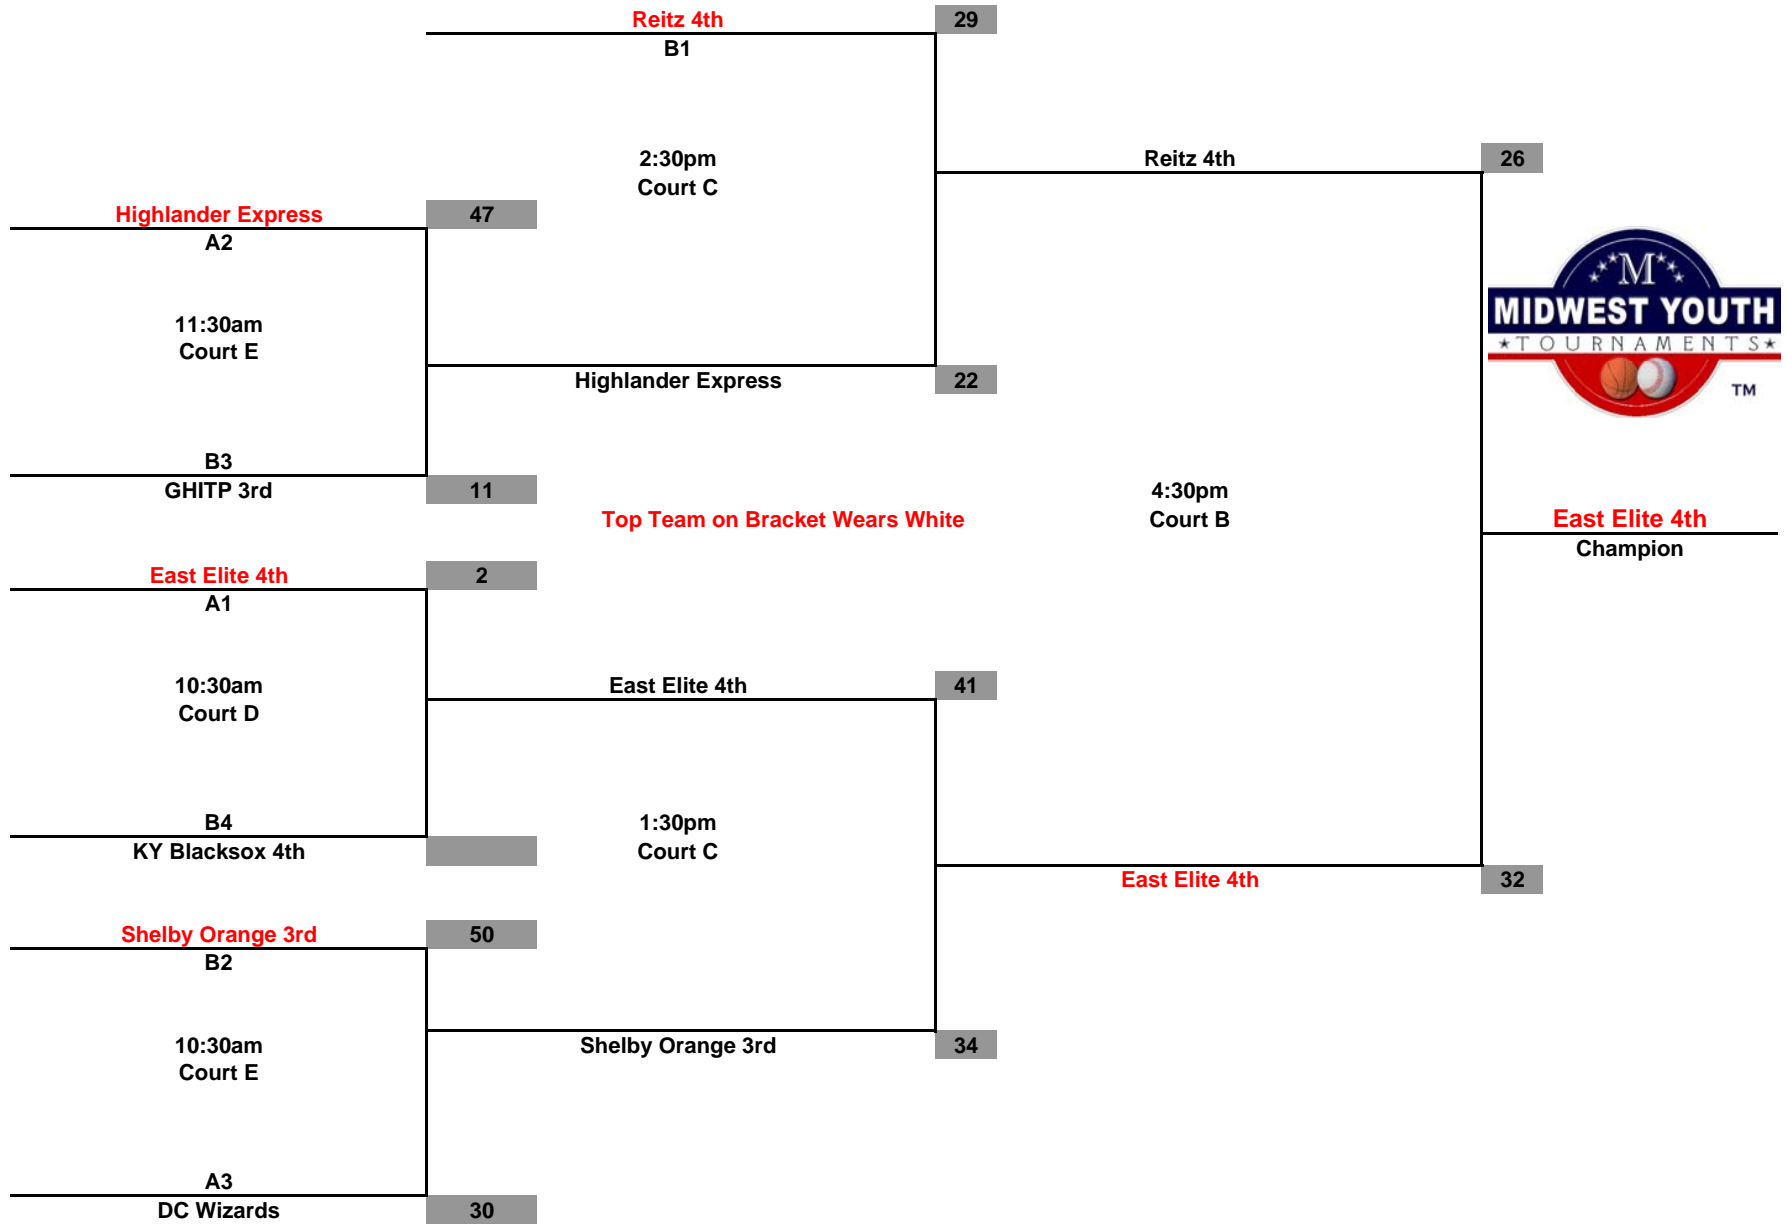 Reitz 4th 29
B1
2:30pm
Court C
Reitz 4th 26
Highlander Express 47
A2
11:30am
Court E
Highlander Express 22
B3
GHITP 3rd 11
M
MIDWEST YOUTH
★TOURNAMENTS★
TM
4:30pm
Court B
Top Team on Bracket Wears White
East Elite 4th
Champion
East Elite 4th 2
A1
10:30am
Court D
East Elite 4th 41
B4
KY Blacksox 4th
1:30pm
Court C
East Elite 4th 32
Shelby Orange 3rd 50
B2
10:30am
Court E
Shelby Orange 3rd 34
A3
DC Wizards 30